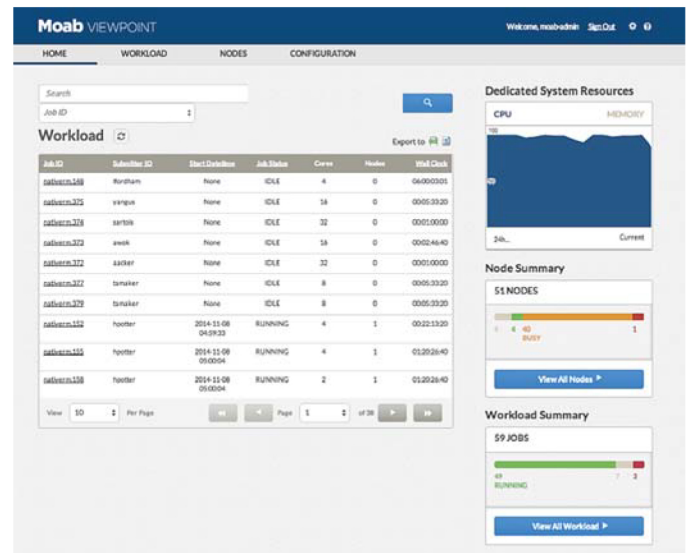 Moab VIEWPOINT
Welcome, moab-admin Sign Out
HOME WORKLOAD NODES CONFIGURATION
Search
Job ID
Workload
Export to
Job ID Submitter ID Start Datetime Job Status Cores Nodes Wall Clock
nativerm.148 None IDLE 4 0 06:00:03:01
nativerm.375 vangus None IDLE 16 0 00:05:33:20
nativerm.374 None IDLE 32 0 00:01:00:00
nativerm.373 awok None IDLE 16 0 00:02:46:40
nativerm.372 None IDLE 32 0 00:01:00:00
nativerm.377 None IDLE 8 0 00:05:33:20
nativerm.379 None IDLE 8 0 00:05:33:20
nativerm.152 hpotter 2014-11-08 RUNNING 4 1 00:22:13:20
nativerm.155 hpotter 2014-11-08 RUNNING 4 1 01:20:26:40
05:00:04
nativerm.158 hpotter 2014-11-08 RUNNING 2 1 01:20:26:40
05:00:04
View 10 Per Page Page 1 of 38
Dedicated System Resources
CPU MEMORY
100
24h... Current
Node Summary
51 NODES
4 40 1
BUSY
View All Nodes
Workload Summary
59 JOBS
49 7 3
RUNNING
View All Workload